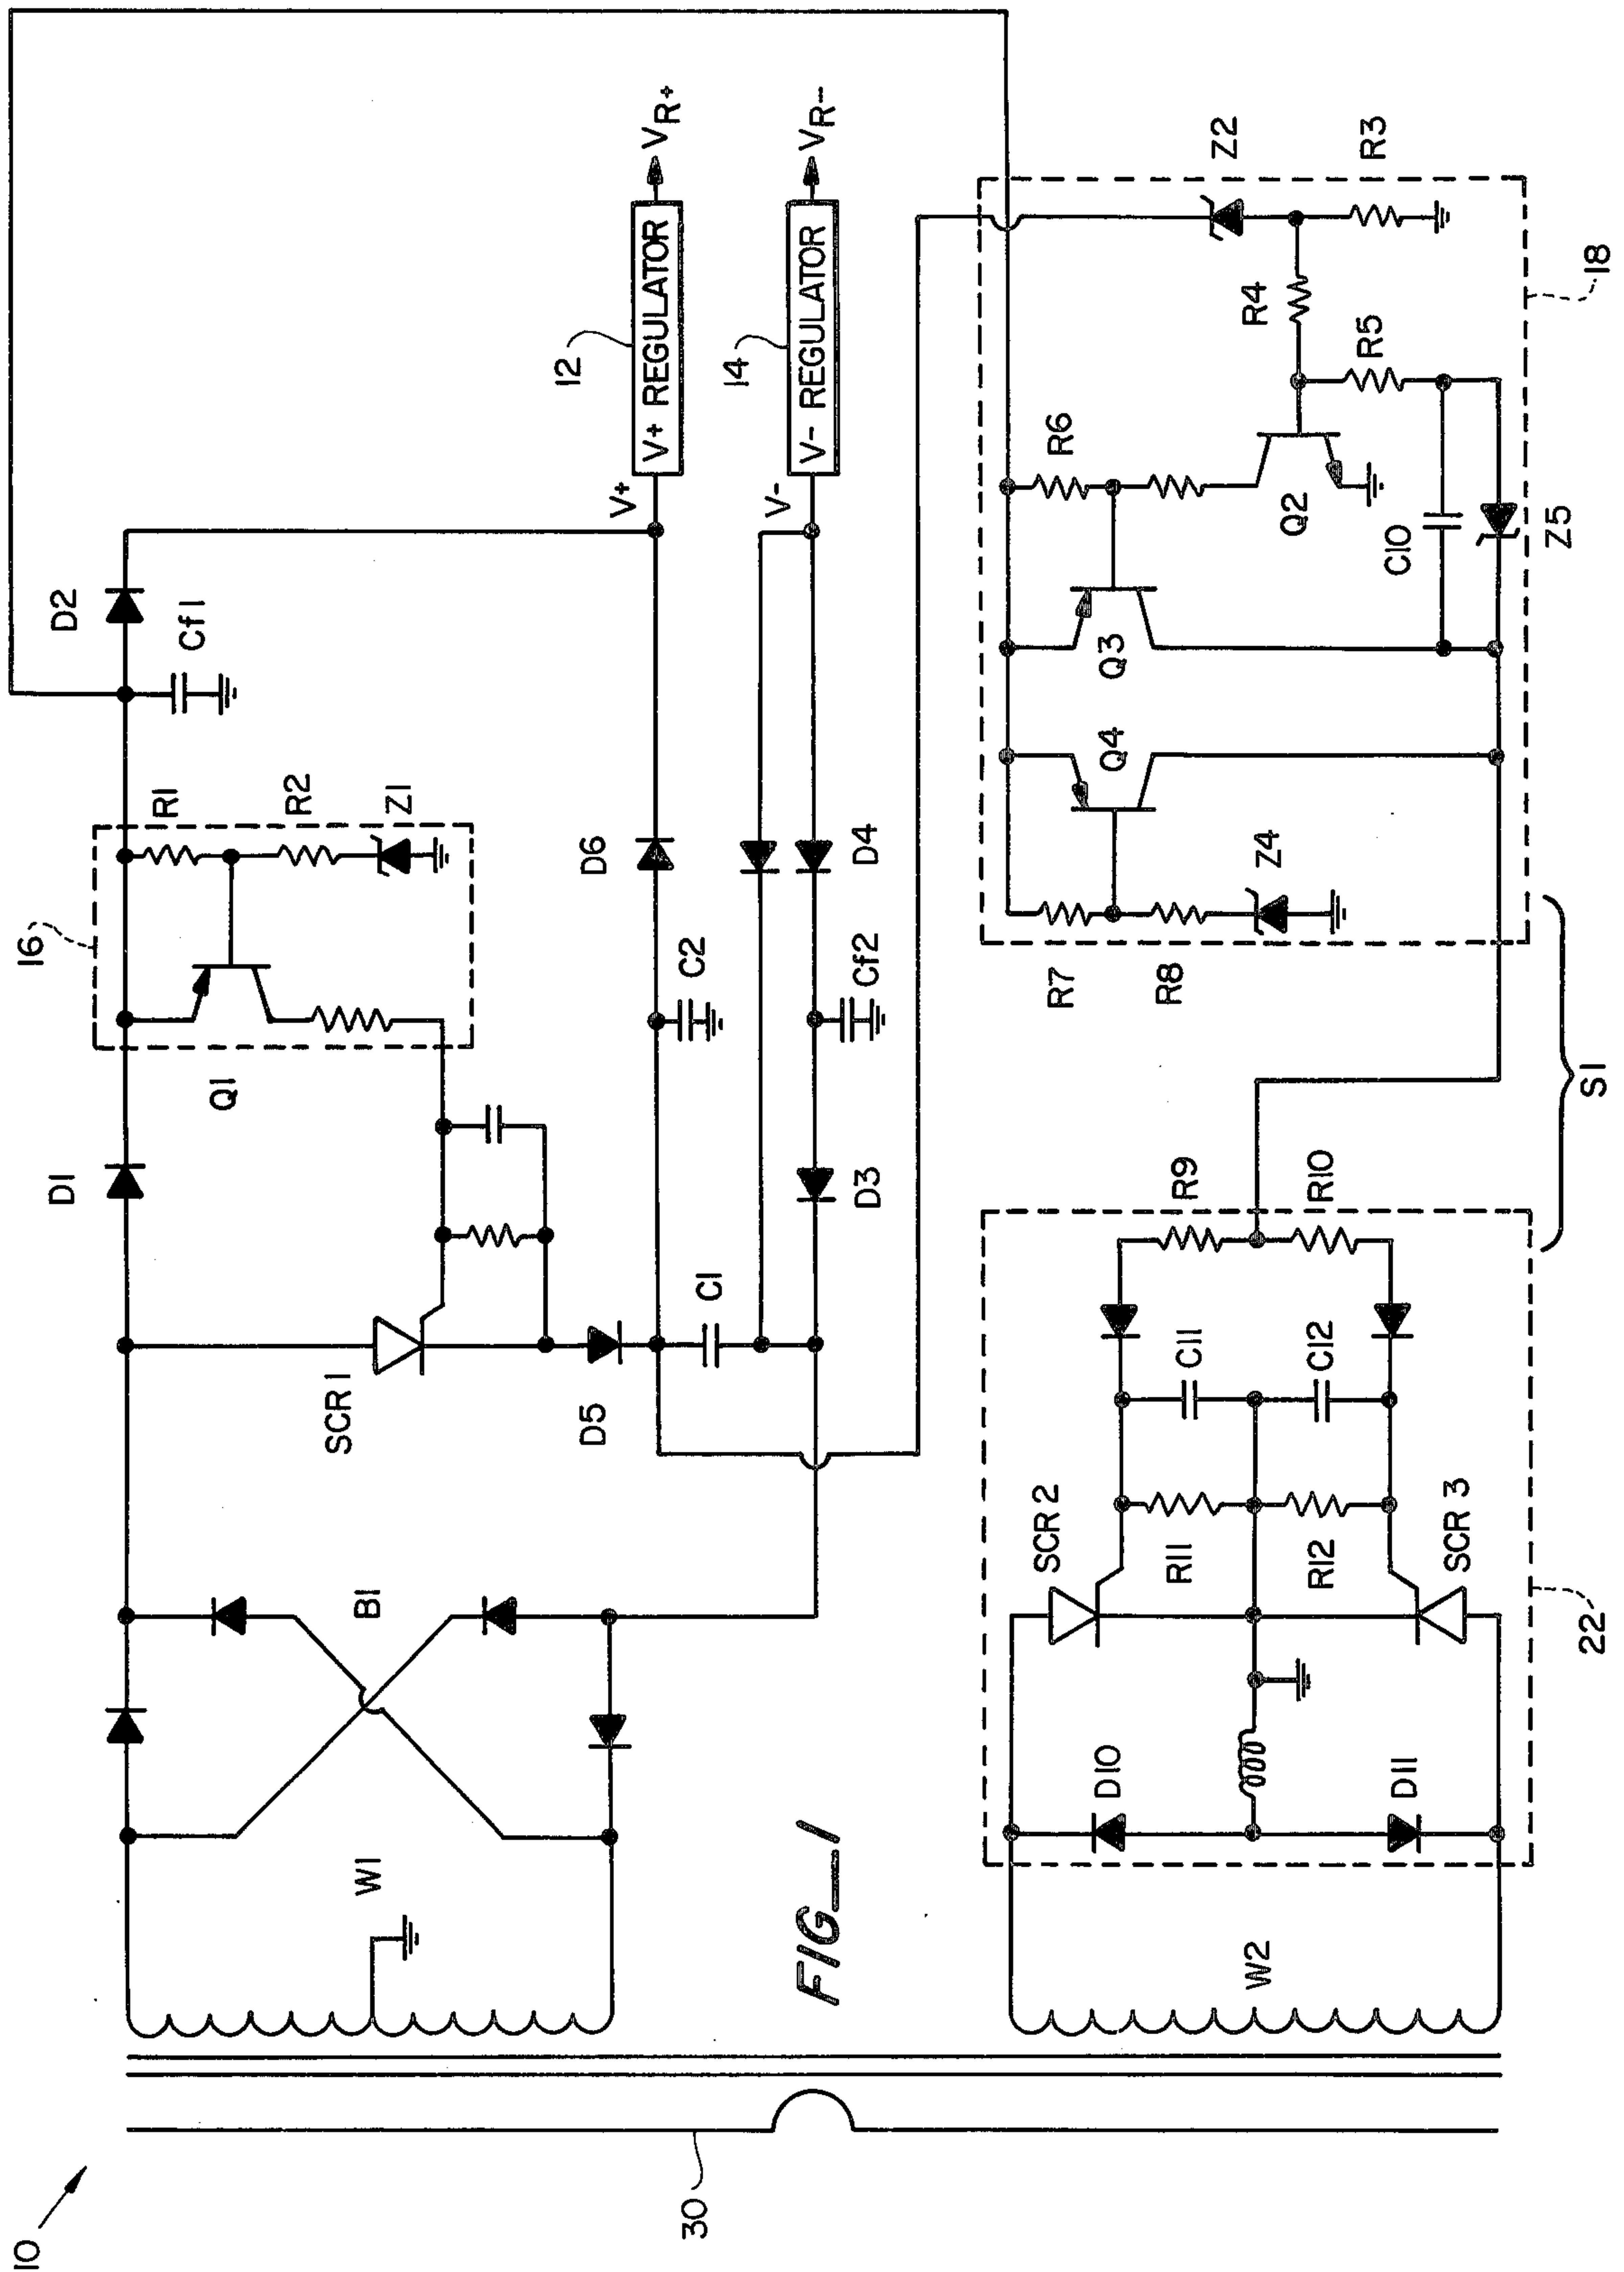 10
30
FIG_1
W1
B1
SCR 1
D1
D5
C1
D3
Q1
16
R1
R2
Z1
D6
C2
Cf2
D4
D2
Cf1
V+
V-
12
V+ REGULATOR
VR+
14
V- REGULATOR
VR-
W2
D10
D11
22
SCR 2
SCR 3
R11
R12
C11
C12
R9
R10
S1
R7
R8
Z4
Q4
Q3
R6
Q2
C10
Z5
R4
R5
Z2
R3
18